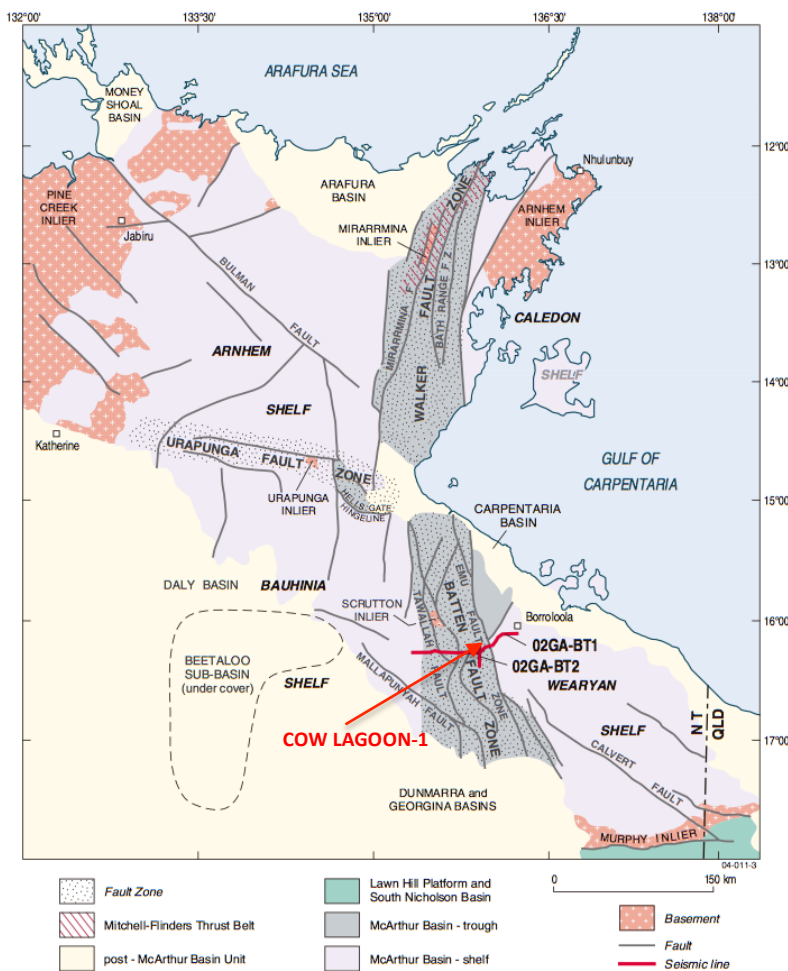 132°00'
133,50'
135°00'
136,50'
138°00'
ARAFURA SEA
MONEY
SHOAL
BASIN
12°00'
Nhulunbuy
ARAFURA
BASIN
PINE
CREEK
INLIER
Jabiru
MIRARRMINA
INLIER
ZONE
ARNHEM
INLIER
13°00'
BULMAN
FAULT
MIRARRMINA F
FAULT
BATH RANGE F Z
CALEDON
ARNHEM
SHELF
WALKER
SHELF
14°00'
Katherine
URAPUNGA
FAULT
ZONE
GULF OF
CARPENTARIA
URAPUNGA
INLIER
HELLS GATE
HINGELINE
15°00'
CARPENTARIA
BASIN
DALY BASIN
BAUHINIA
SCRUTTON
INLIER
TAWALLAH
FAULT
BATTEN
FAULT
ZONE
EMU
FAULT
ZONE
Borroloola
16°00'
02GA-BT1
02GA-BT2
BEETALOO
SUB-BASIN
(under cover)
SHELF
MALLAPUNYAH FAULT
WEARYAN
COW LAGOON-1
SHELF
NT
QLD
17°00'
CALVERT
FAULT
DUNMARRA and
GEORGINA BASINS
MURPHY INLIER
04-011-3
Fault Zone
Mitchell-Flinders Thrust Belt
post - McArthur Basin Unit
Lawn Hill Platform and
South Nicholson Basin
McArthur Basin - trough
McArthur Basin - shelf
0
150 km
Basement
Fault
Seismic line